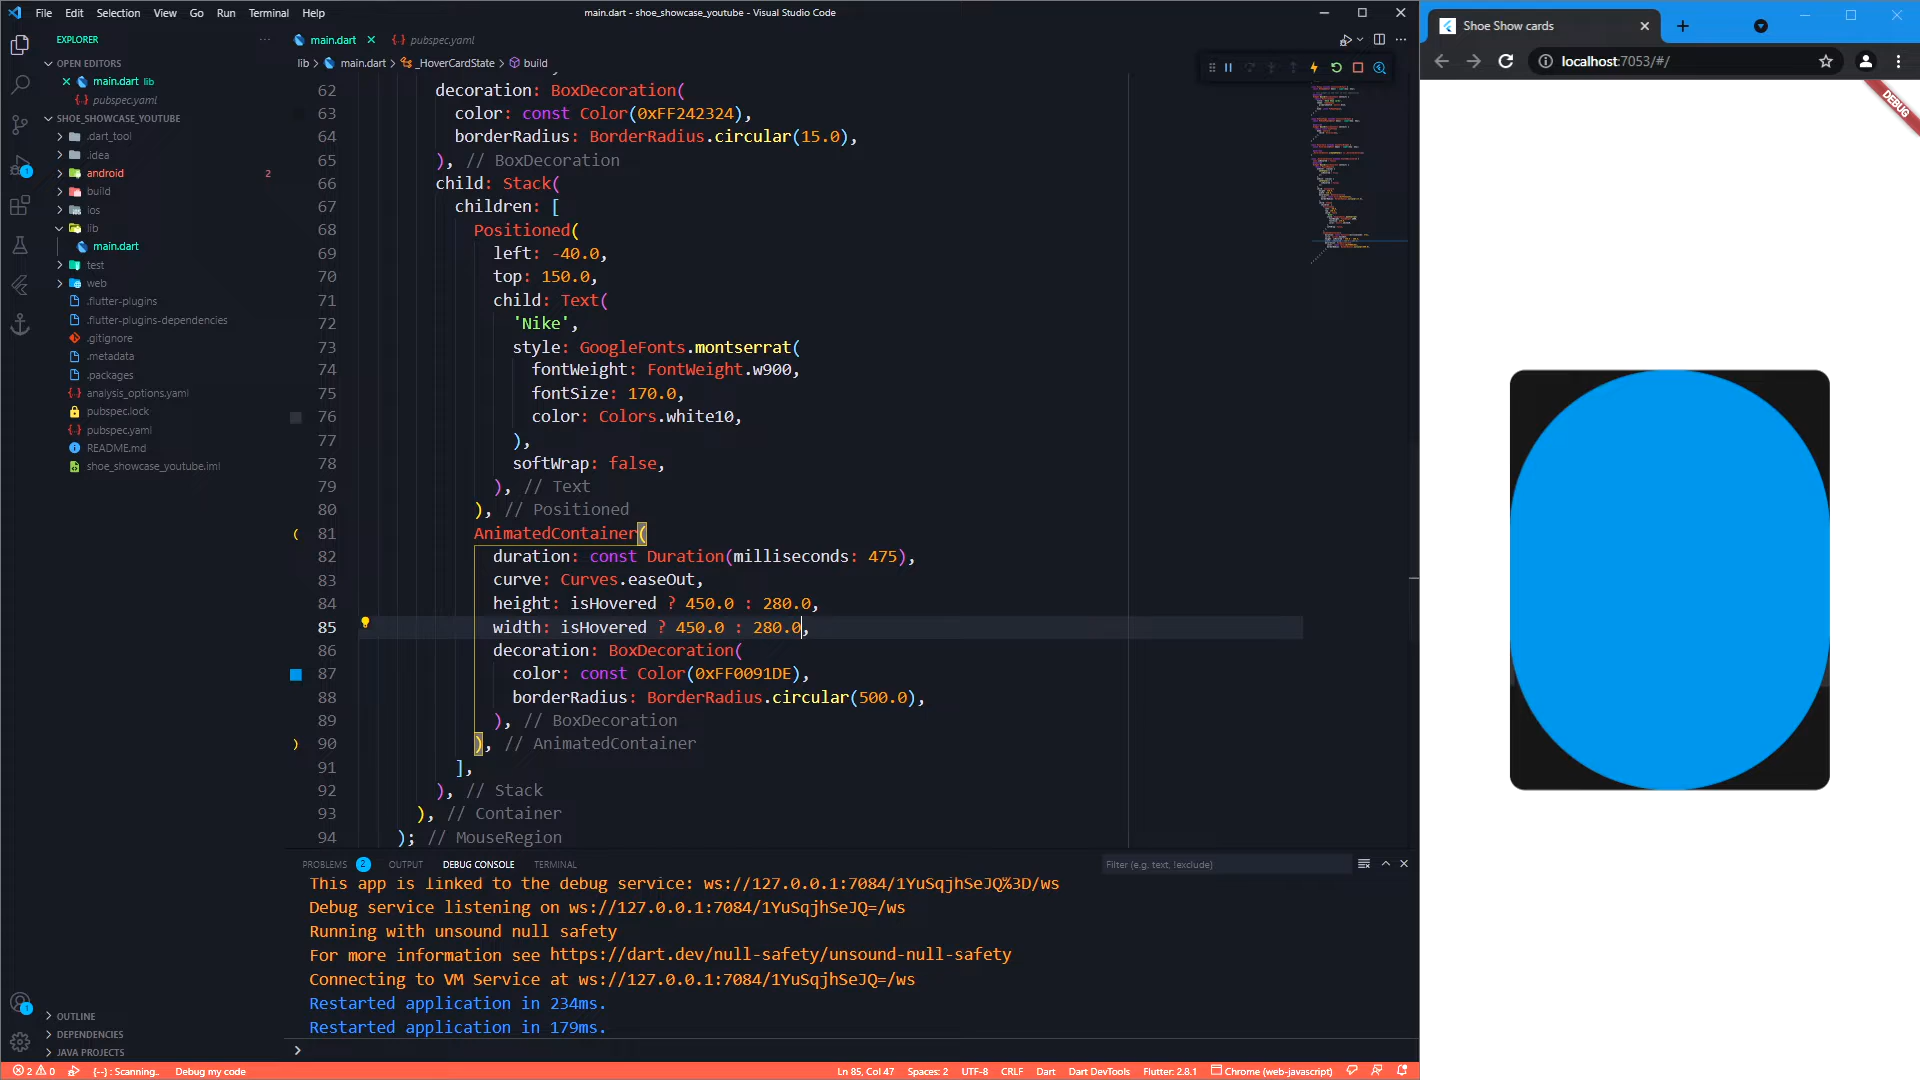 File Edit Selection View Go Run Terminal Help
main.dart - shoe_showcase_youtube - Visual Studio Code
EXPLORER
OPEN EDITORS
main.dart lib
pubspec.yaml
SHOE_SHOWCASE_YOUTUBE
.dart_tool
.idea
android 2
build
ios
lib
main.dart
test
web
.flutter-plugins
.flutter-plugins-dependencies
.gitignore
.metadata
.packages
analysis_options.yaml
pubspec.lock
pubspec.yaml
README.md
shoe_showcase_youtube.iml
OUTLINE
DEPENDENCIES
JAVA PROJECTS
main.dart pubspec.yaml
lib > main.dart > _HoverCardState > build
62 decoration: BoxDecoration(
63 color: const Color(0xFF242324),
64 borderRadius: BorderRadius.circular(15.0),
65 ), // BoxDecoration
66 child: Stack(
67 children: [
68 Positioned(
69 left: -40.0,
70 top: 150.0,
71 child: Text(
72 'Nike',
73 style: GoogleFonts.montserrat(
74 fontWeight: FontWeight.w900,
75 fontSize: 170.0,
76 color: Colors.white10,
77 ),
78 softWrap: false,
79 ), // Text
80 ), // Positioned
81 AnimatedContainer(
82 duration: const Duration(milliseconds: 475),
83 curve: Curves.easeOut,
84 height: isHovered ? 450.0 : 280.0,
85 width: isHovered ? 450.0 : 280.0,
86 decoration: BoxDecoration(
87 color: const Color(0xFF0091DE),
88 borderRadius: BorderRadius.circular(500.0),
89 ), // BoxDecoration
90 ), // AnimatedContainer
91 ],
92 ), // Stack
93 ), // Container
94 ); // MouseRegion
PROBLEMS 2 OUTPUT DEBUG CONSOLE TERMINAL
Filter (e.g. text, !exclude)
This app is linked to the debug service: ws://127.0.0.1:7084/1YuSqjhSeJQ%3D/ws
Debug service listening on ws://127.0.0.1:7084/1YuSqjhSeJQ=/ws
Running with unsound null safety
For more information see https://dart.dev/null-safety/unsound-null-safety
Connecting to VM Service at ws://127.0.0.1:7084/1YuSqjhSeJQ=/ws
Restarted application in 234ms.
Restarted application in 179ms.
2 0 {--} : Scanning.. Debug my code
Ln 85, Col 47 Spaces: 2 UTF-8 CRLF Dart Dart DevTools Flutter: 2.8.1 Chrome (web-javascript)
Shoe Show cards
localhost:7053/#/
DEBUG